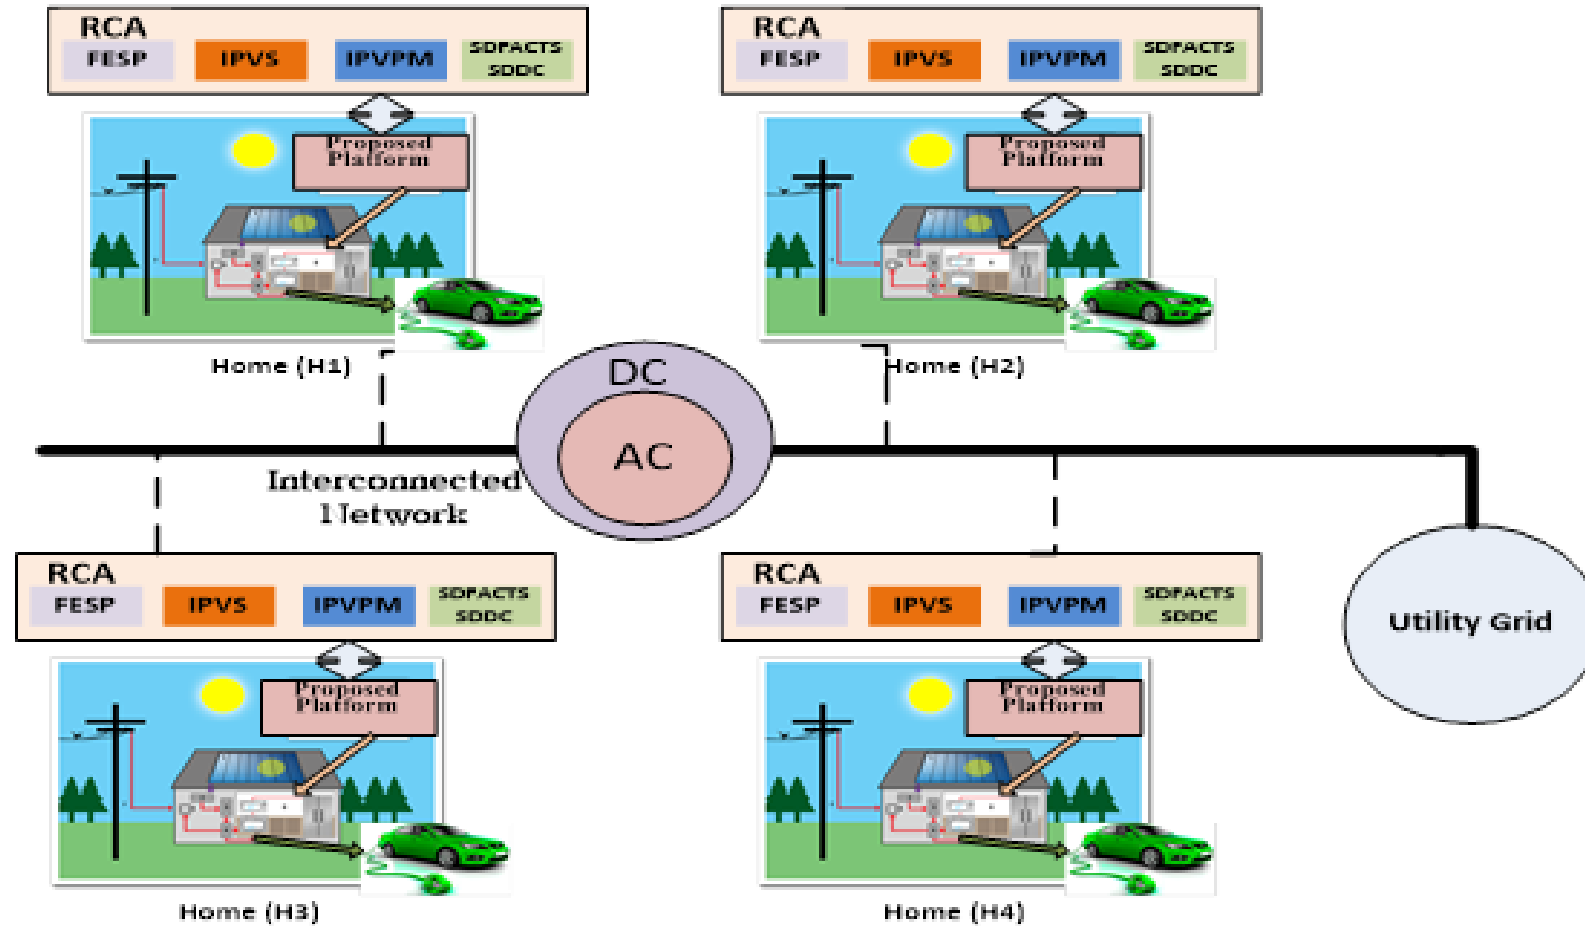 RCA
FESP IPVS IPVPM SDFACTS
SDDC
Proposed
Platform
Home (H1)
RCA
FESP IPVS IPVPM SDFACTS
SDDC
Proposed
Platform
Home (H2)
DC
AC
Interconnected
Network
RCA
FESP IPVS IPVPM SDFACTS
SDDC
Proposed
Platform
Home (H3)
RCA
FESP IPVS IPVPM SDFACTS
SDDC
Proposed
Platform
Home (H4)
Utility Grid